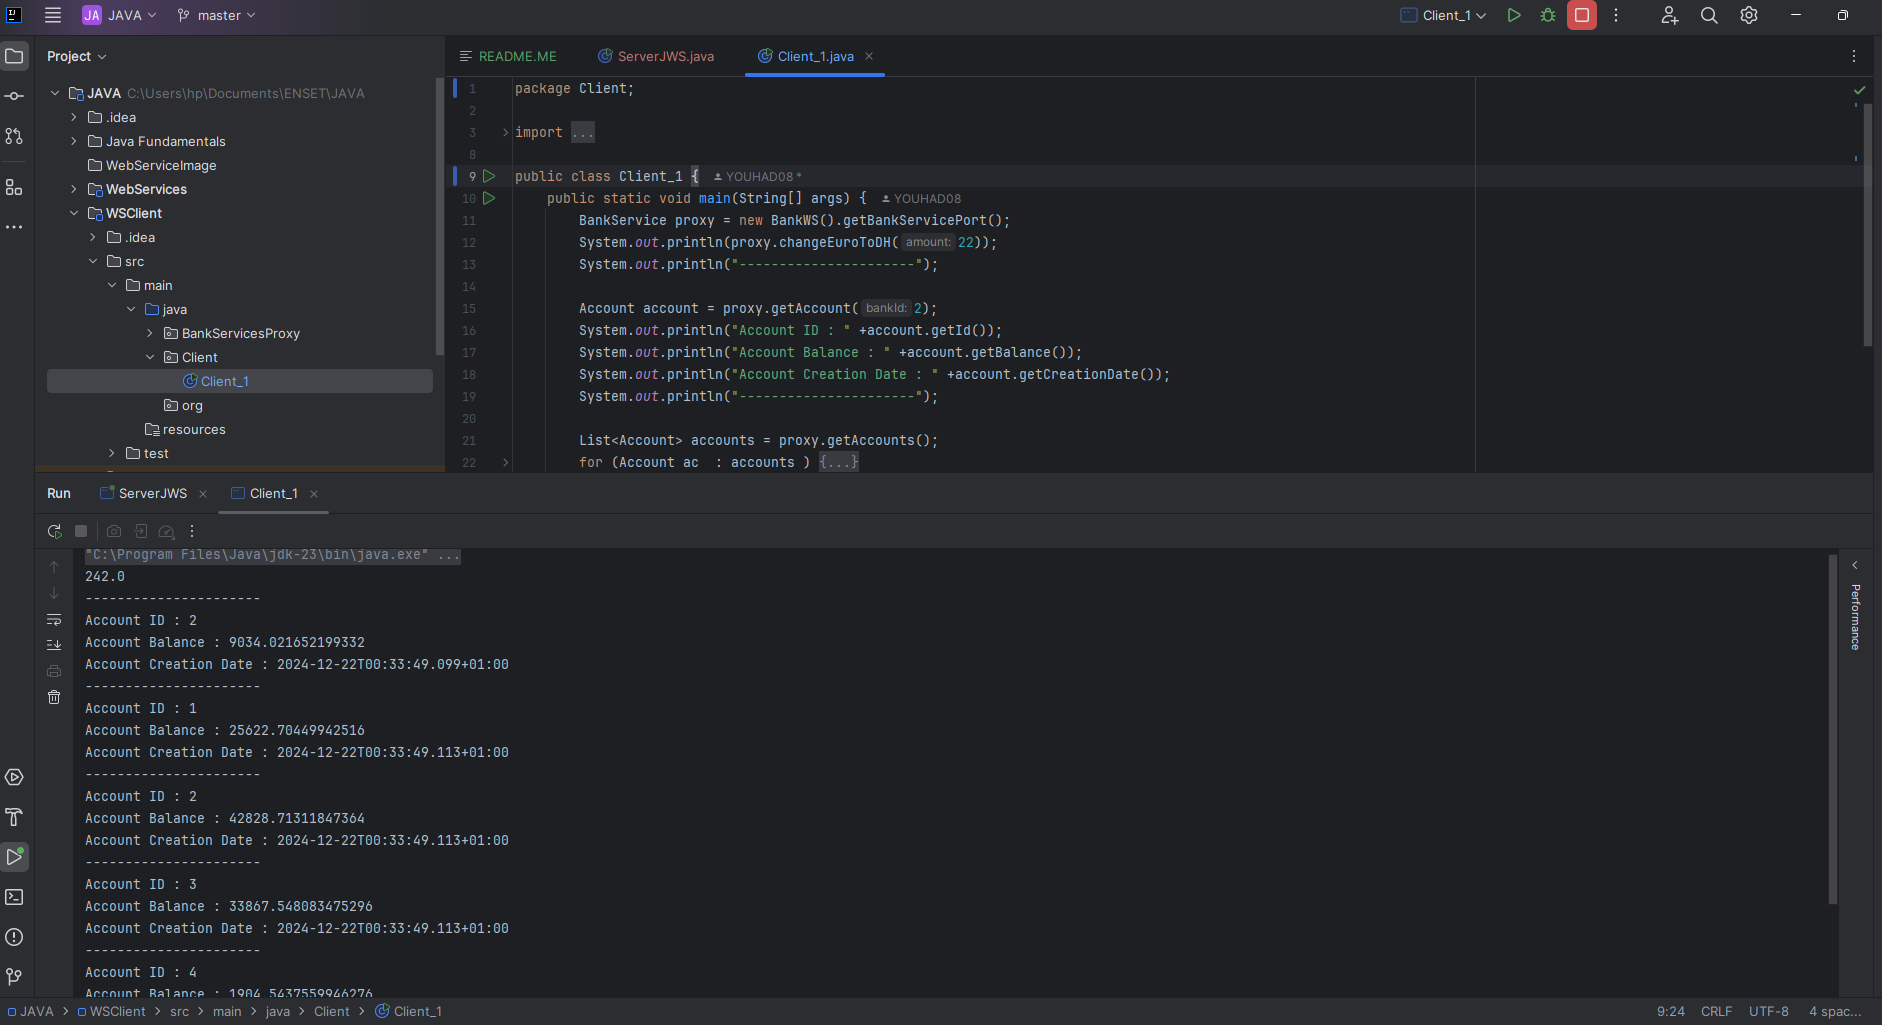 JA JAVA master Client_1
Project
README.ME ServerJWS.java Client_1.java
JAVA C:\Users\hp\Documents\ENSET\JAVA
.idea
Java Fundamentals
WebServiceImage
WebServices
WSClient
.idea
src
main
java
BankServicesProxy
Client
Client_1
org
resources
test
1 package Client;
2
3 import ...
8
9 public class Client_1 { YOUHAD08 *
10 public static void main(String[] args) { YOUHAD08
11 BankService proxy = new BankWS().getBankServicePort();
12 System.out.println(proxy.changeEuroToDH( amount: 22));
13 System.out.println("----------------------");
14
15 Account account = proxy.getAccount( bankId: 2);
16 System.out.println("Account ID : " +account.getId());
17 System.out.println("Account Balance : " +account.getBalance());
18 System.out.println("Account Creation Date : " +account.getCreationDate());
19 System.out.println("----------------------");
20
21 List<Account> accounts = proxy.getAccounts();
22 for (Account ac  : accounts ) {...}
Run ServerJWS Client_1
"C:\Program Files\Java\jdk-23\bin\java.exe" ...
242.0
----------------------
Account ID : 2
Account Balance : 9034.021652199332
Account Creation Date : 2024-12-22T00:33:49.099+01:00
----------------------
Account ID : 1
Account Balance : 25622.70449942516
Account Creation Date : 2024-12-22T00:33:49.113+01:00
----------------------
Account ID : 2
Account Balance : 42828.71311847364
Account Creation Date : 2024-12-22T00:33:49.113+01:00
----------------------
Account ID : 3
Account Balance : 33867.548083475296
Account Creation Date : 2024-12-22T00:33:49.113+01:00
----------------------
Account ID : 4
Account Balance : 1904.5437559946276
Performance
JAVA > WSClient > src > main > java > Client > Client_1
9:24 CRLF UTF-8 4 spac...